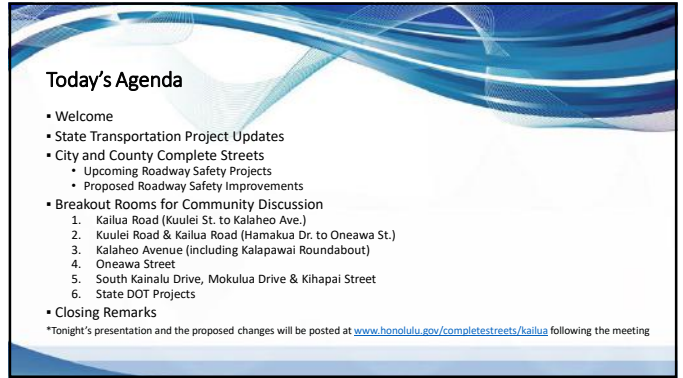 Today's Agenda
▪ Welcome
▪ State Transportation Project Updates
▪ City and County Complete Streets
• Upcoming Roadway Safety Projects
• Proposed Roadway Safety Improvements
▪ Breakout Rooms for Community Discussion
1. Kailua Road (Kuulei St. to Kalaheo Ave.)
2. Kuulei Road & Kailua Road (Hamakua Dr. to Oneawa St.)
3. Kalaheo Avenue (including Kalapawai Roundabout)
4. Oneawa Street
5. South Kainalu Drive, Mokulua Drive & Kihapai Street
6. State DOT Projects
▪ Closing Remarks
*Tonight's presentation and the proposed changes will be posted at www.honolulu.gov/completestreets/kailua following the meeting